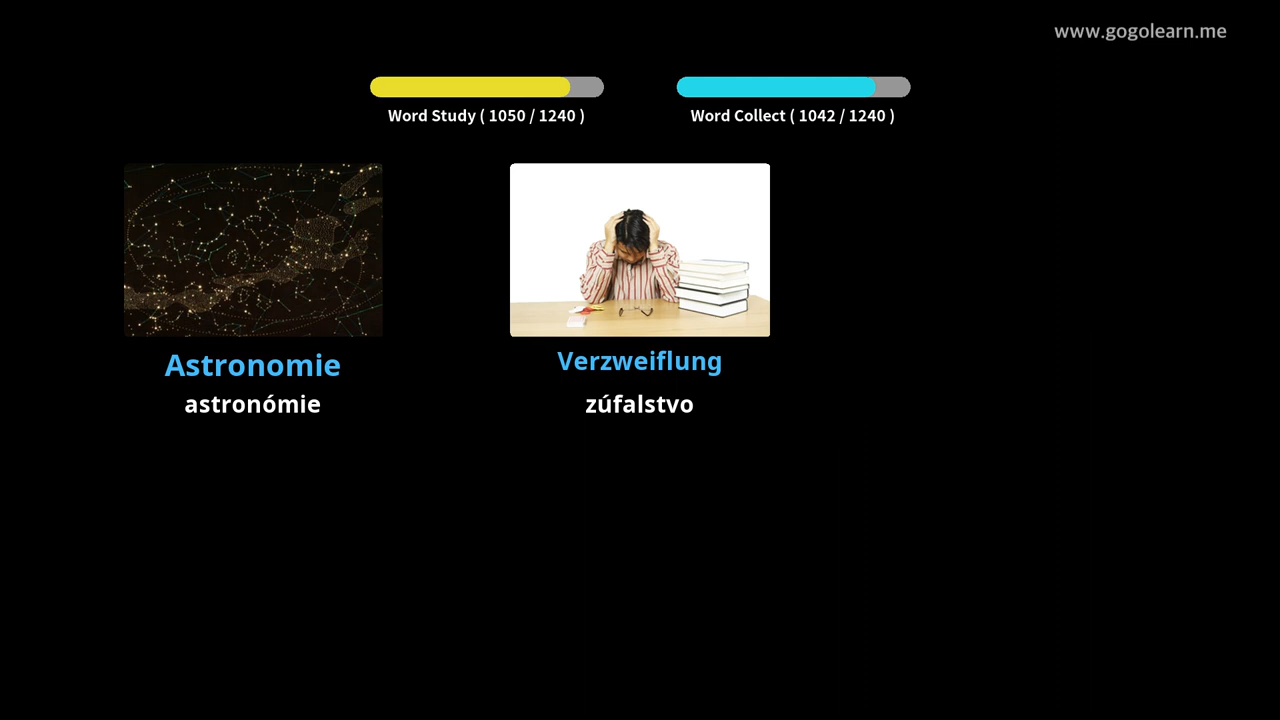 www.gogolearn.me
Word Study ( 1050 / 1240 )
Word Collect ( 1042 / 1240 )
Astronomie
astronómie
Verzweiflung
zúfalstvo